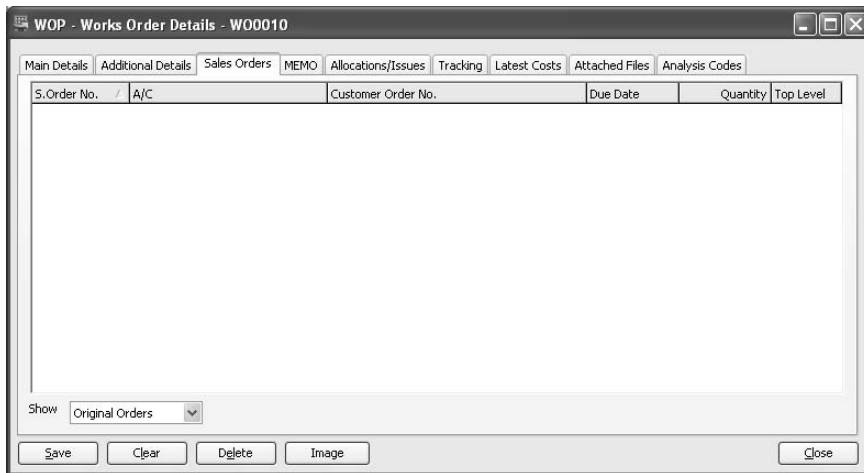 WOP - Works Order Details - WO0010
Main Details Additional Details Sales Orders MEMO Allocations/Issues Tracking Latest Costs Attached Files Analysis Codes
S.Order No. A/C Customer Order No. Due Date Quantity Top Level
Show Original Orders
Save Clear Delete Image Close